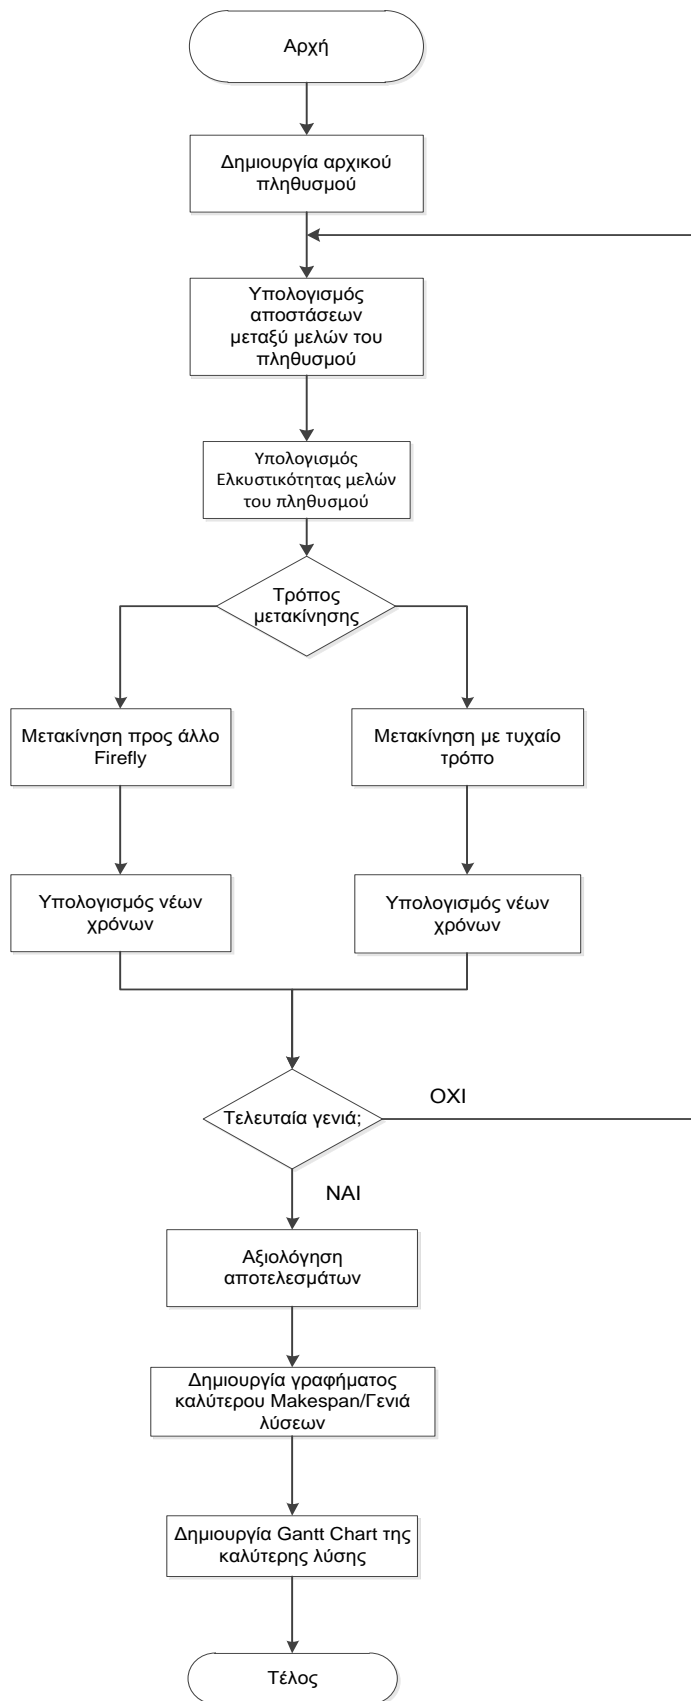 Αρχή
Δημιουργία αρχικού
πληθυσμού
Υπολογισμός
αποστάσεων
μεταξύ μελών του
πληθυσμού
Υπολογισμός
Ελκυστικότητας μελών
του πληθυσμού
Τρόπος
μετακίνησης
Μετακίνηση προς άλλο
Firefly
Μετακίνηση με τυχαίο
τρόπο
Υπολογισμός νέων
χρόνων
Υπολογισμός νέων
χρόνων
Τελευταία γενιά;
ΟΧΙ
ΝΑΙ
Αξιολόγηση
αποτελεσμάτων
Δημιουργία γραφήματος
καλύτερου Makespan/Γενιά
λύσεων
Δημιουργία Gantt Chart της
καλύτερης λύσης
Τέλος